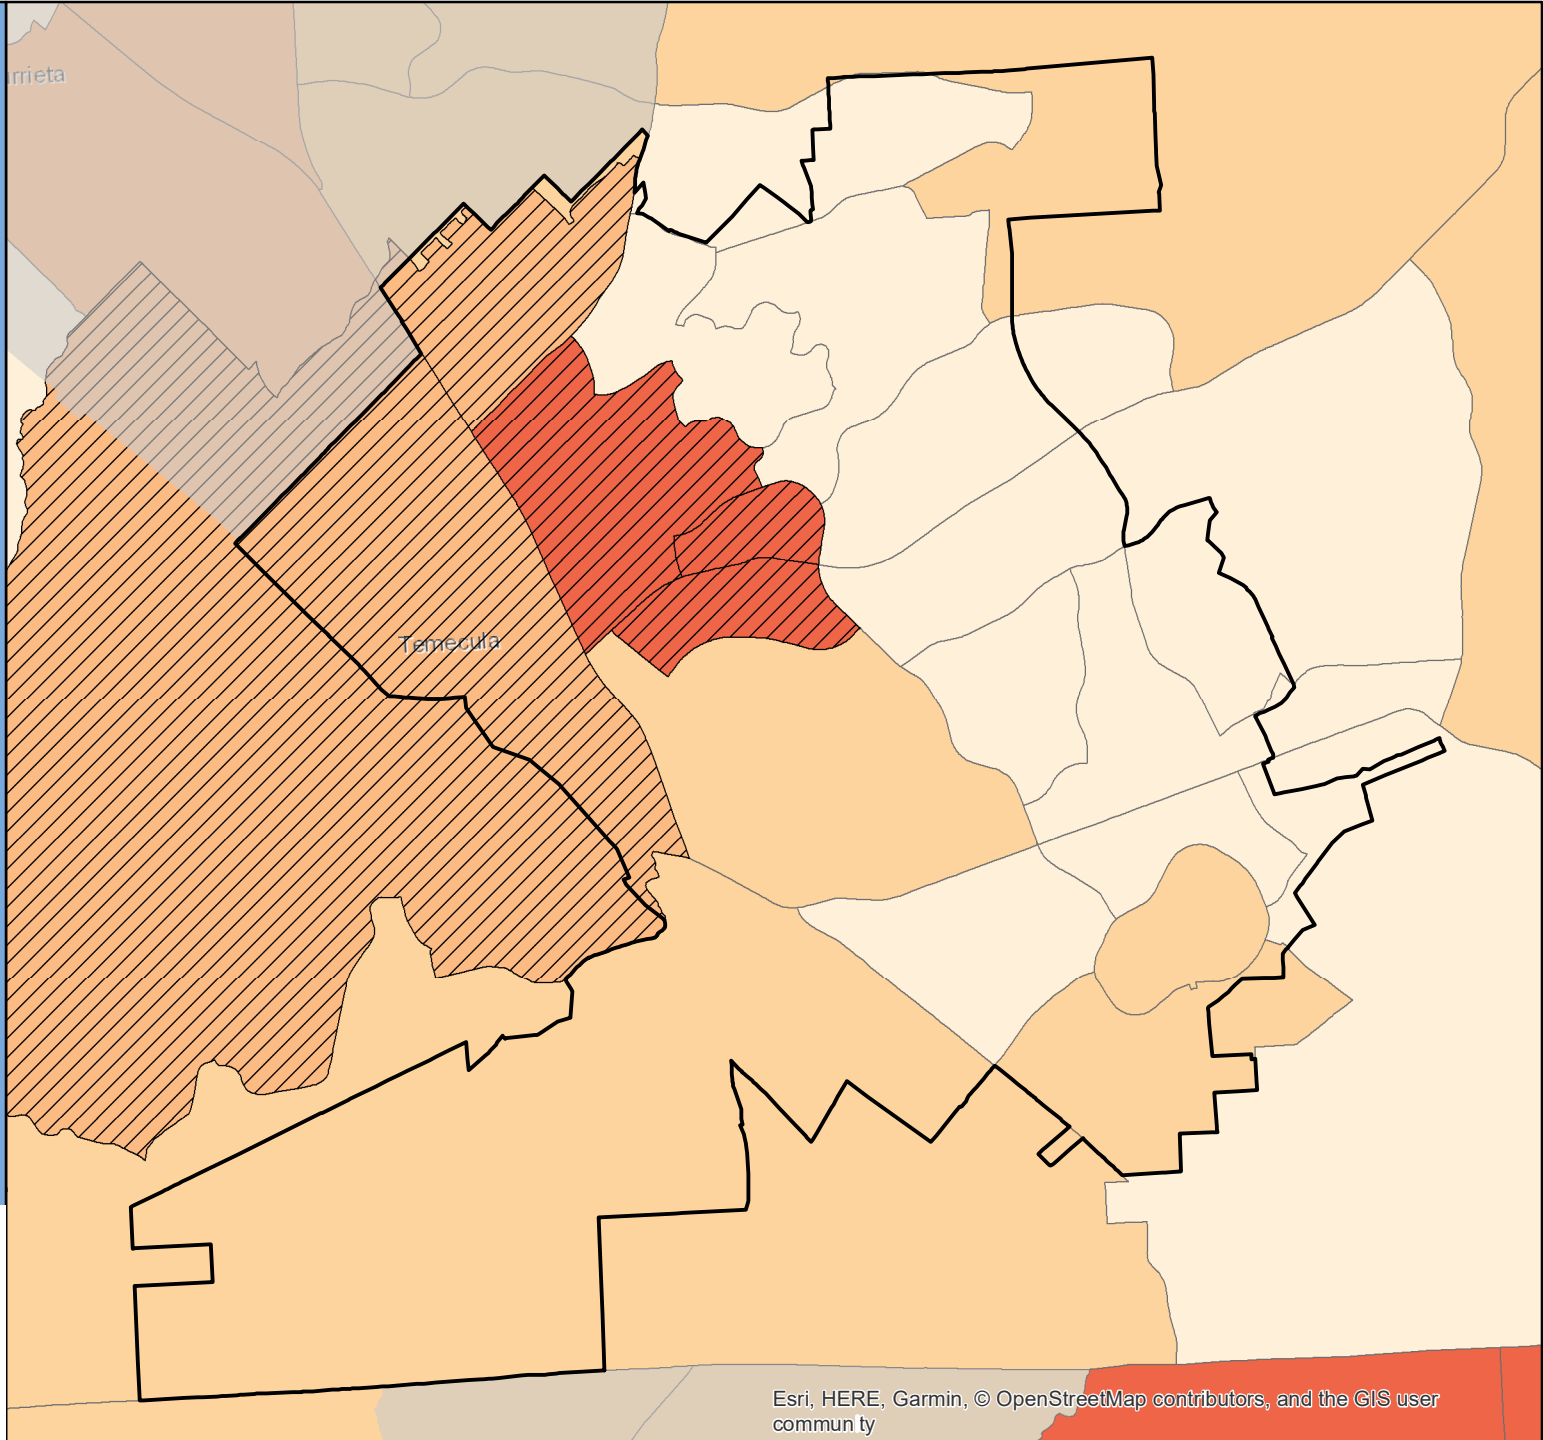 rrieta
Temecula
Esri, HERE, Garmin, © OpenStreetMap contributors, and the GIS user
commun ty